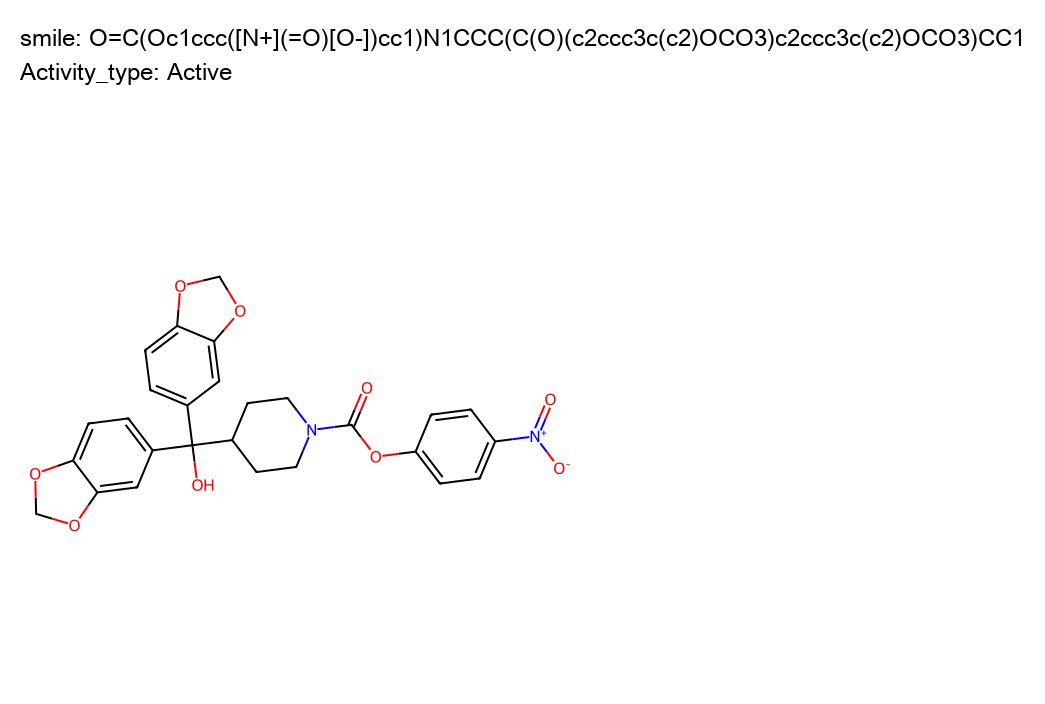 smile: O=C(Oc1ccc([N+](=O)[O-])cc1)N1CCC(C(O)(c2ccc3c(c2)OCO3)c2ccc3c(c2)OCO3)CC1
Activity_type: Active
O
O
O
N
O
OH
O
O
O
N+
O-